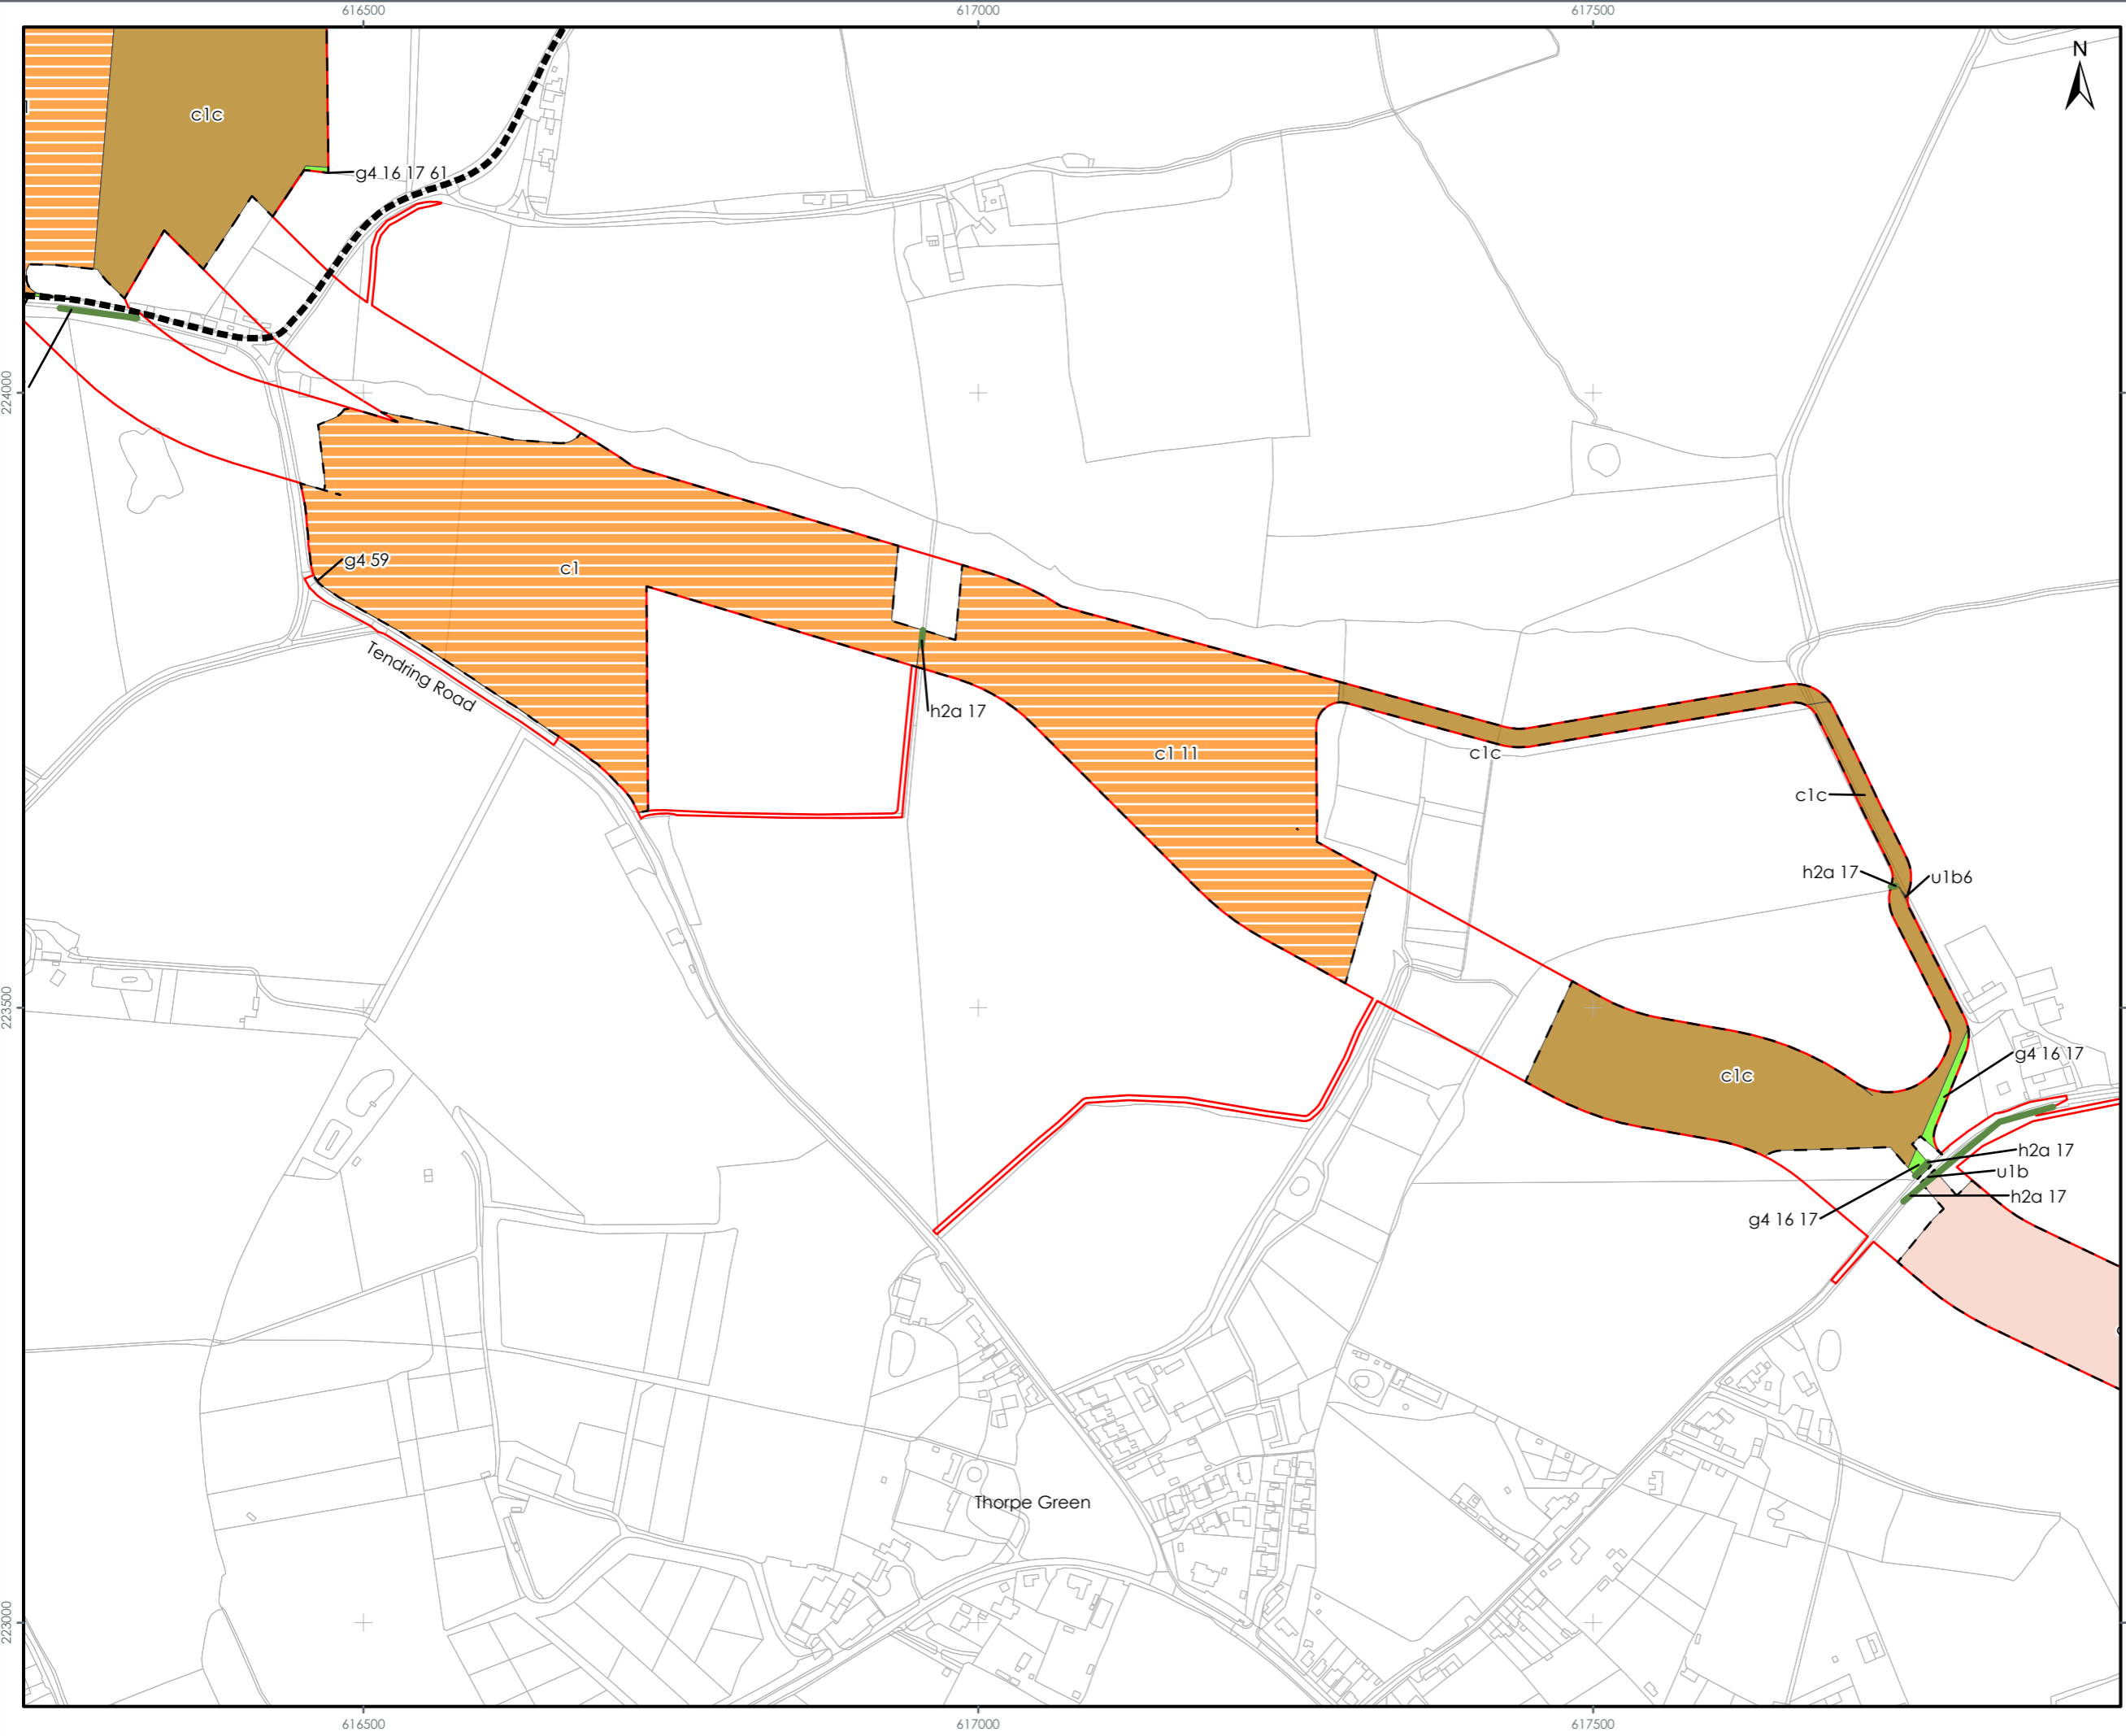 616500
617000
617500
N
c1c
g4 16 17 61
224000
g4 59
c1
Tendring Road
h2a 17
c1 11
c1c
c1c
h2a 17
u1b6
223500
g4 16 17
c1c
h2a 17
u1b
h2a 17
g4 16 17
Thorpe Green
223000
616500
617000
617500